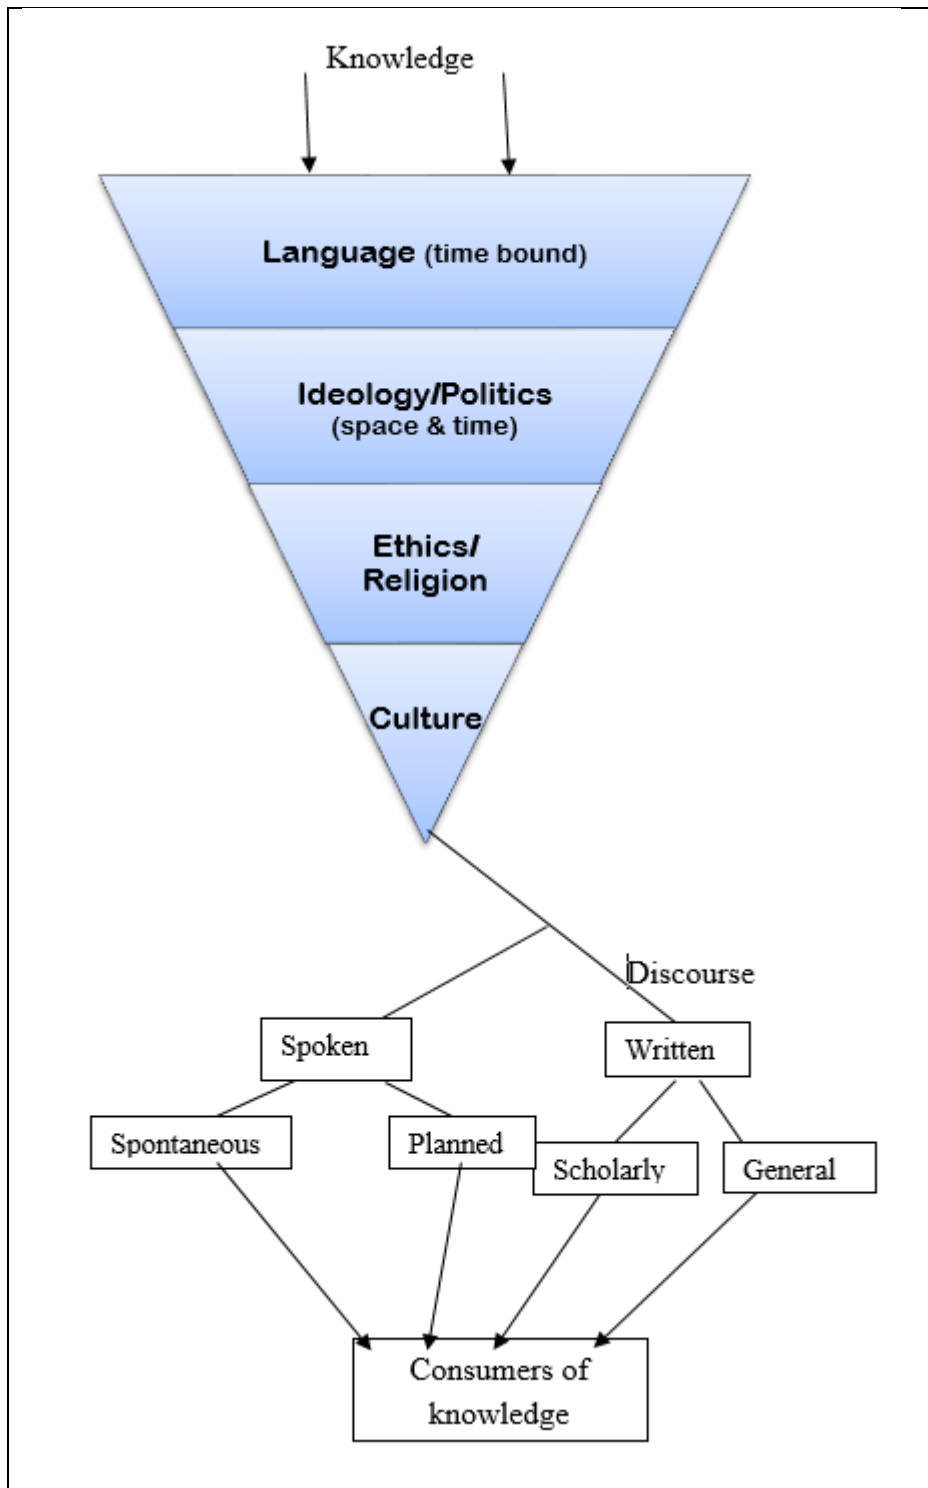 Knowledge
Language (time bound)
Ideology/Politics
(space & time)
Ethics/
Religion
Culture
Discourse
Spoken
Written
Spontaneous
Planned
Scholarly
General
Consumers of
knowledge